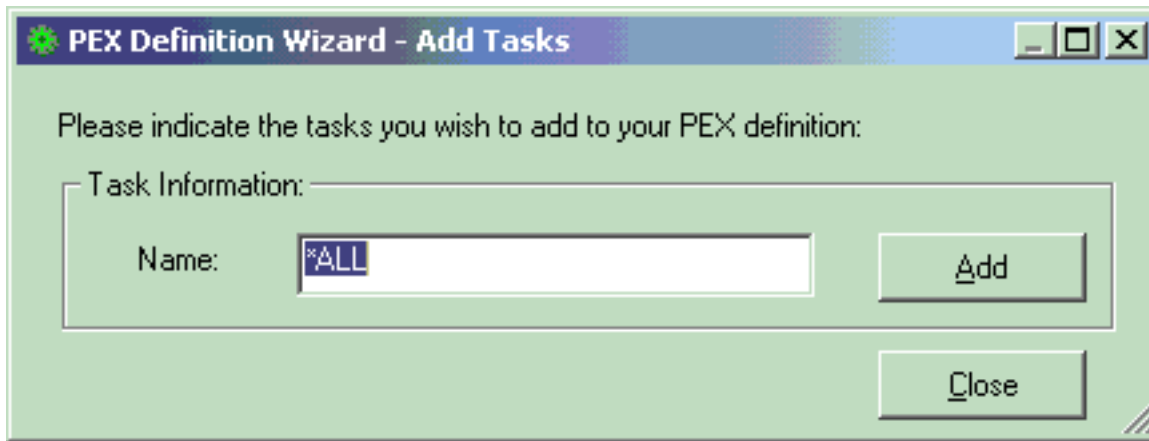 PEX Definition Wizard - Add Tasks
Please indicate the tasks you wish to add to your PEX definition:
Task Information:
Name: *ALL Add
Close